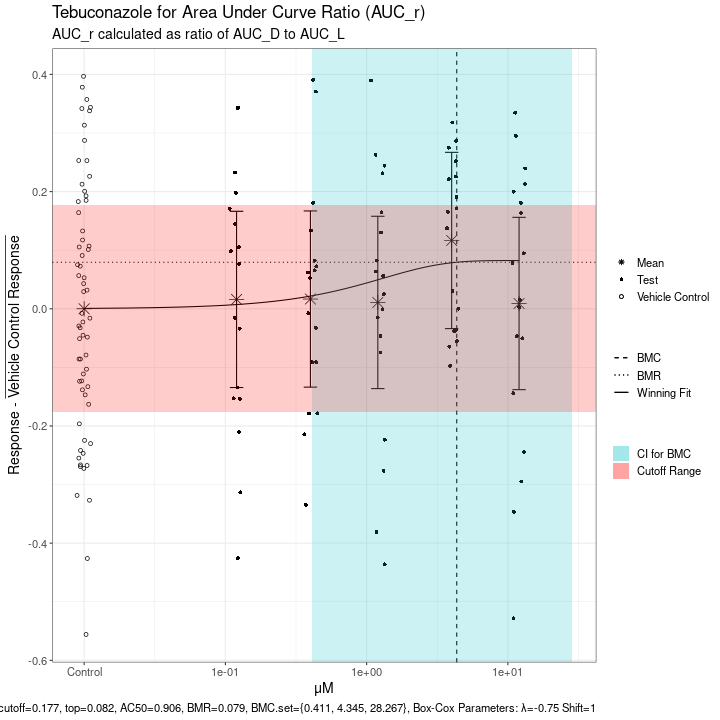 Tebuconazole for Area Under Curve Ratio (AUC_r)
AUC_r calculated as ratio of AUC_D to AUC_L
Response - Vehicle Control Response
0.4
0.2
0.0
-0.2
-0.4
-0.6
Control
1e-01
1e+00
1e+01
μM
Mean
Test
Vehicle Control
BMC
BMR
Winning Fit
CI for BMC
Cutoff Range
cutoff=0.177, top=0.082, AC50=0.906, BMR=0.079, BMC.set={0.411, 4.345, 28.267}, Box-Cox Parameters: λ=-0.75 Shift=1